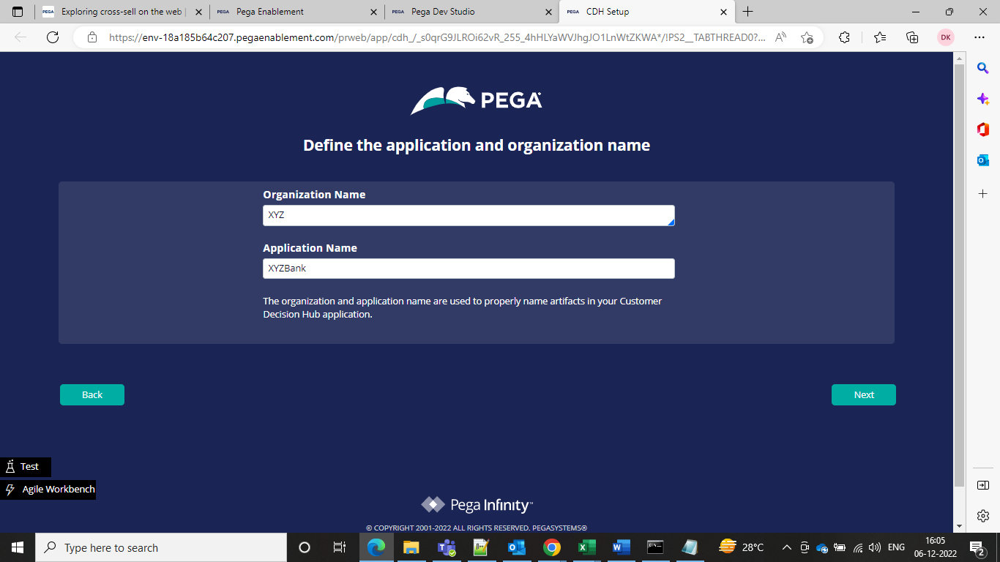 Exploring cross-sell on the web |
Pega Enablement
Pega Dev Studio
CDH Setup
https://env-18a185b64c207.pegaenablement.com/prweb/app/cdh_/_s0qrG9JLROi62vR_255_4hHLYaWVJhgJO1LnWtZKWA*/!PS2__TABTHREAD0?...
DK
PEGA
Define the application and organization name
Organization Name
XYZ
Application Name
XYZBank
The organization and application name are used to properly name artifacts in your Customer
Decision Hub application.
Back
Next
Test
Agile Workbench
Pega Infinity™
© COPYRIGHT 2001-2022 ALL RIGHTS RESERVED. PEGASYSTEMS®
Type here to search
28°C
ENG
16:05
06-12-2022
2